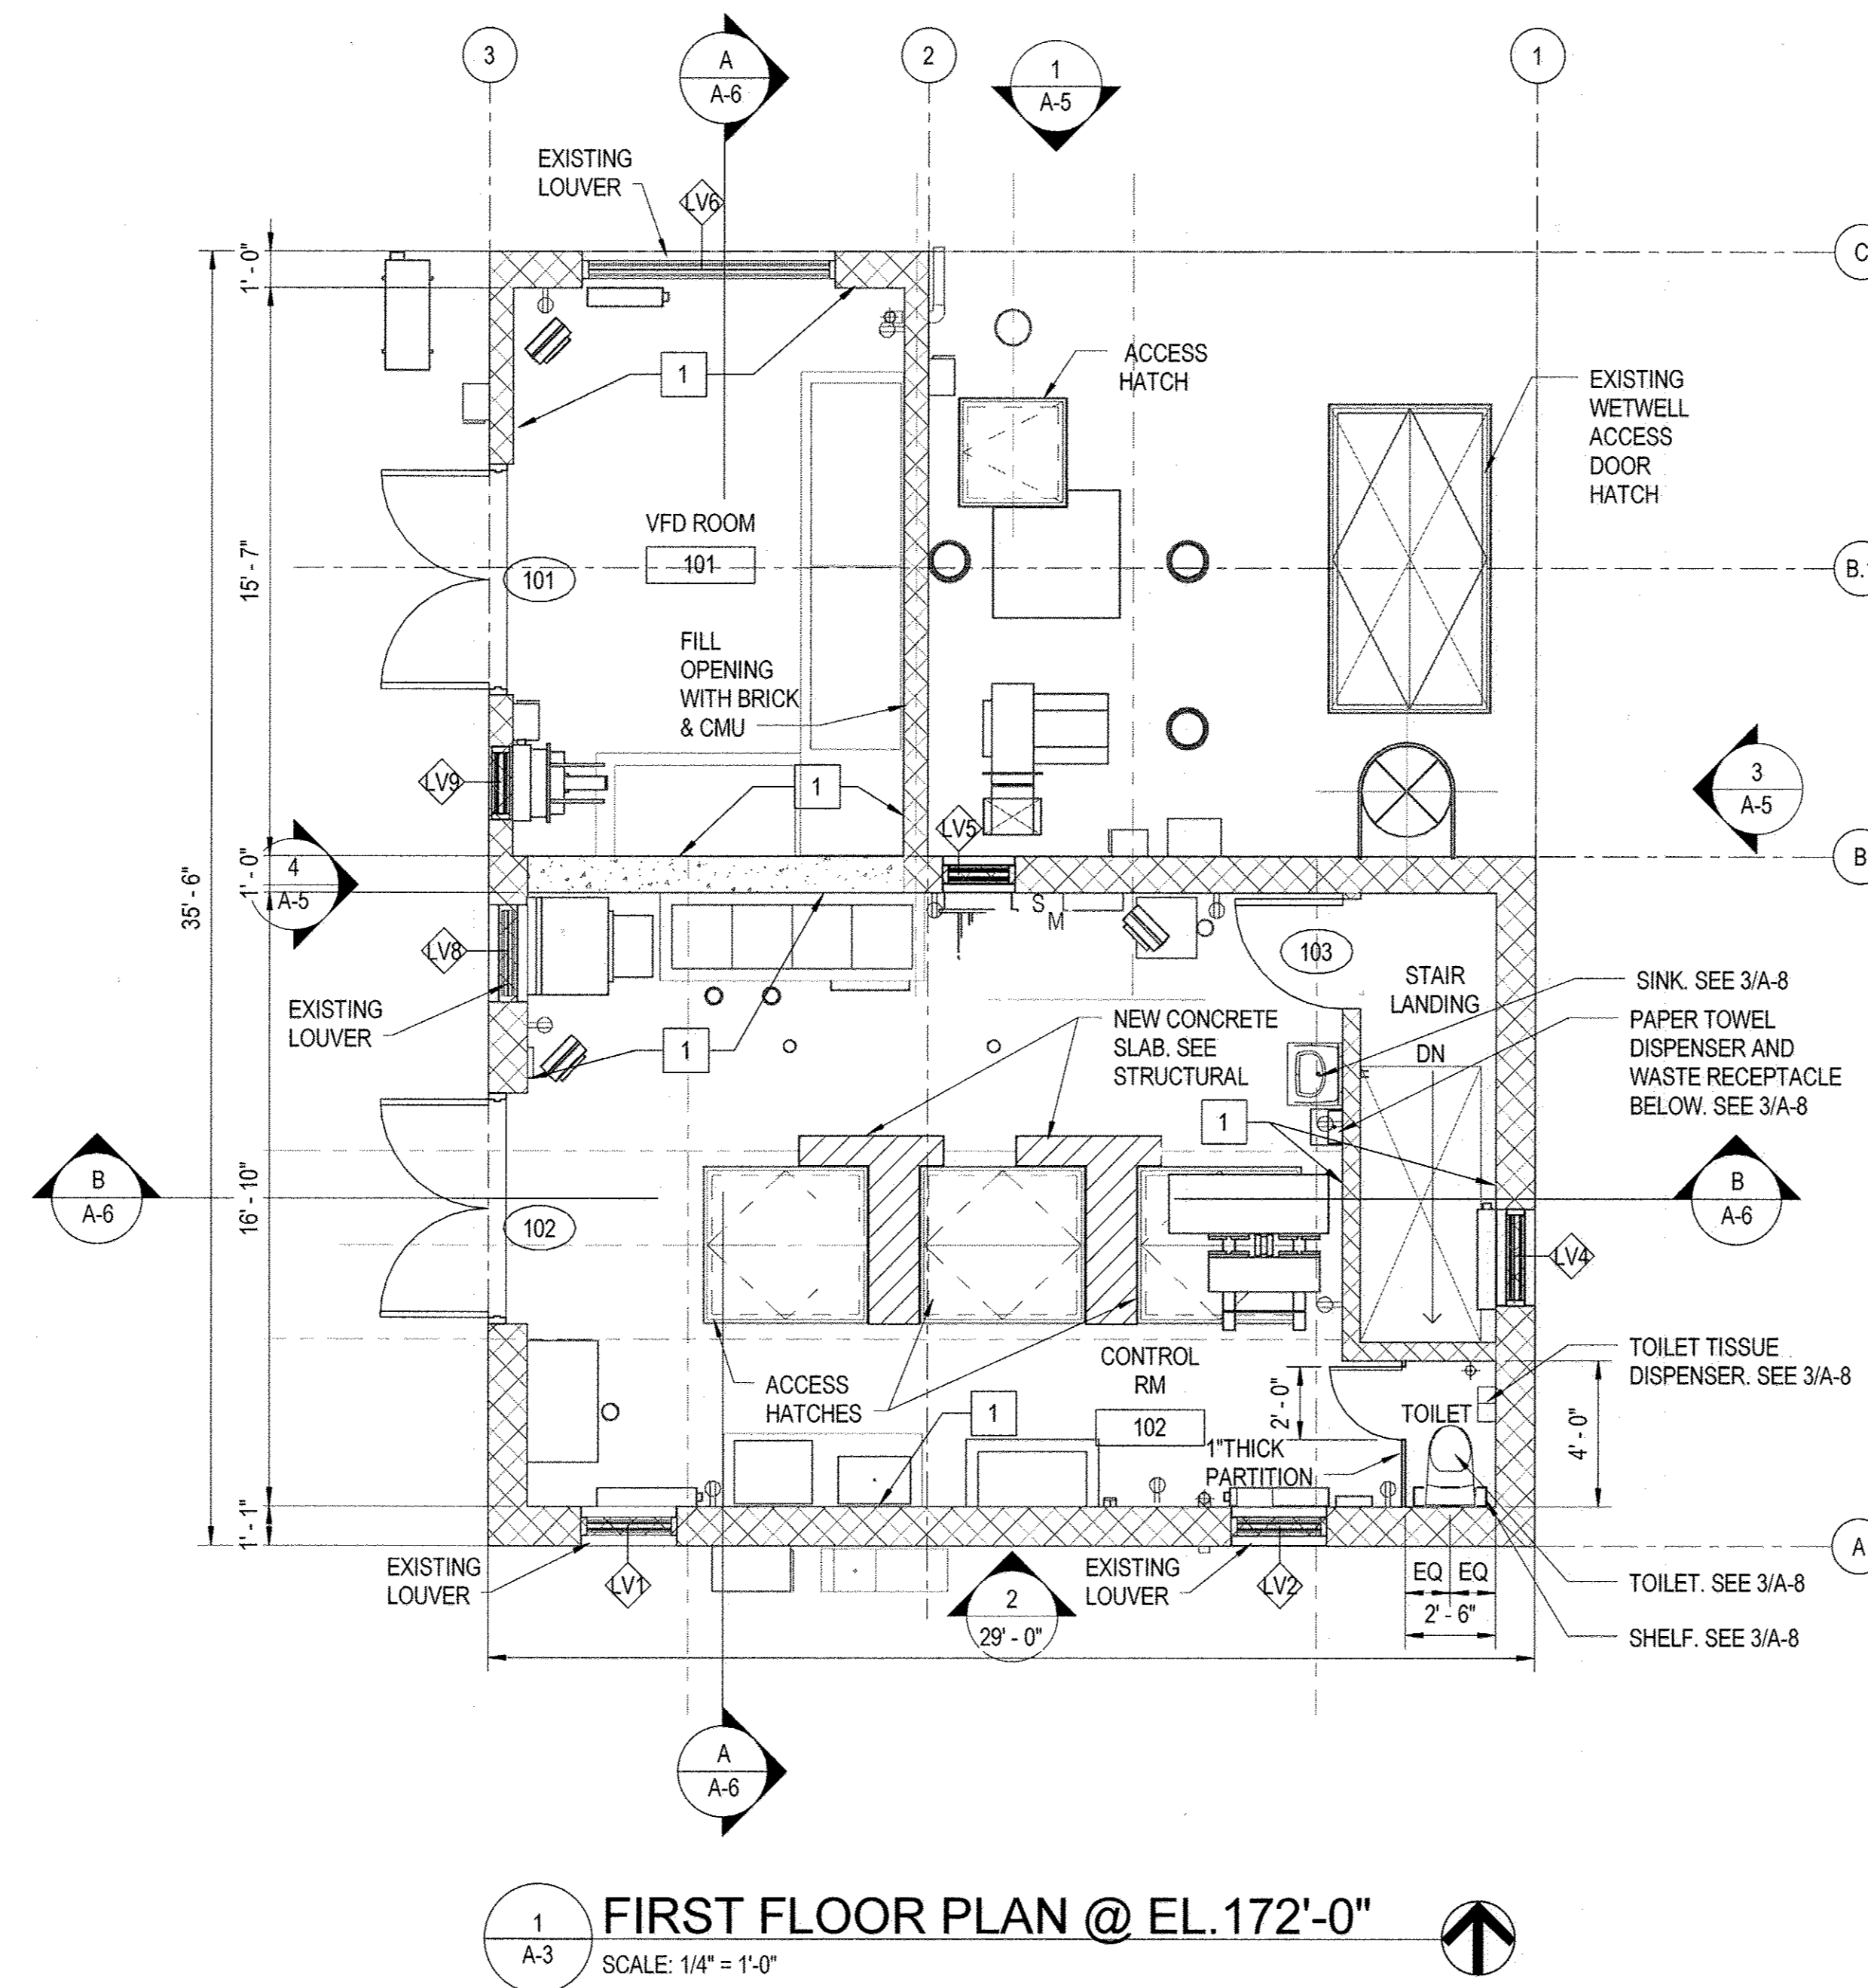 3
A
A-6
2
1
A-5
1
EXISTING
LOUVER
LV6
C
1' - 0"
ACCESS
HATCH
1
EXISTING
WETWELL
ACCESS
DOOR
HATCH
VFD ROOM
101
101
15' - 7"
FILL
OPENING
WITH BRICK
& CMU
LV9
1
LV5
3
A-5
B
4
A-5
1' - 0"
35' - 6"
S
M
LV8
103
STAIR
LANDING
SINK. SEE 3/A-8
EXISTING
LOUVER
1
NEW CONCRETE
SLAB. SEE
STRUCTURAL
DN
PAPER TOWEL
DISPENSER AND
WASTE RECEPTACLE
BELOW. SEE 3/A-8
1
B
A-6
16' - 10"
102
B
A-6
LV4
CONTROL
RM
102
ACCESS
HATCHES
1
2' - 0"
TOILET
4' - 0"
TOILET TISSUE
DISPENSER. SEE 3/A-8
1"THICK
PARTITION
1' - 1"
A
EXISTING
LOUVER
LV1
2
29' - 0"
EXISTING
LOUVER
LV2
EQ
EQ
2' - 6"
TOILET. SEE 3/A-8
SHELF. SEE 3/A-8
A
A-6
1
A-3
FIRST FLOOR PLAN @ EL.172'-0"
SCALE: 1/4" = 1'-0"